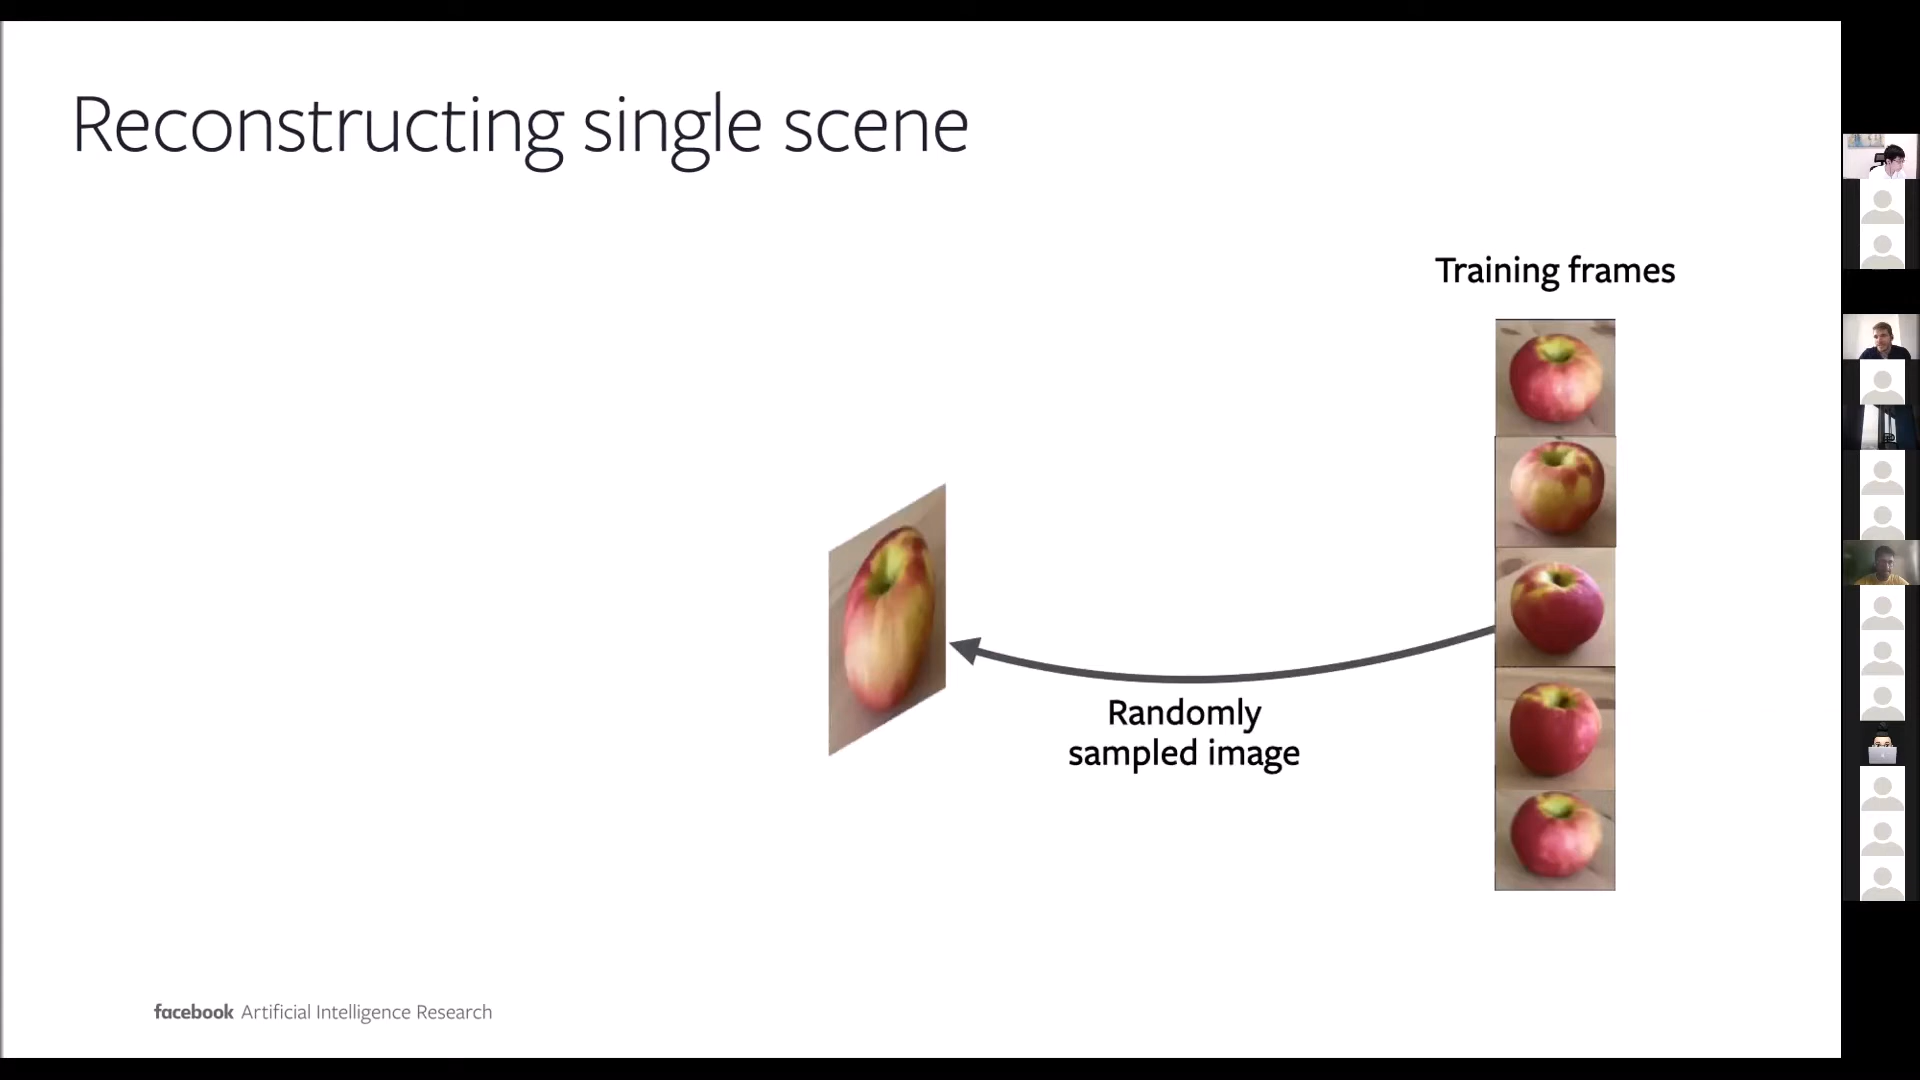 Reconstructing single scene
Training frames
Randomly
sampled image
facebook Artificial Intelligence Research